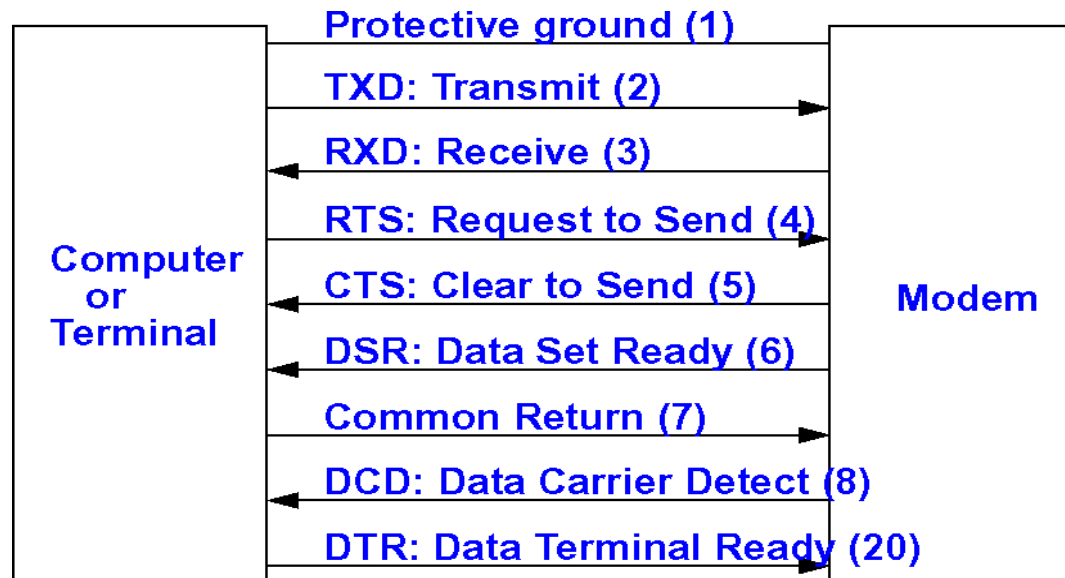 Protective ground (1)
TXD: Transmit (2)
RXD: Receive (3)
RTS: Request to Send (4)
Computer
or
Terminal
CTS: Clear to Send (5)
Modem
DSR: Data Set Ready (6)
Common Return (7)
DCD: Data Carrier Detect (8)
DTR: Data Terminal Ready (20)